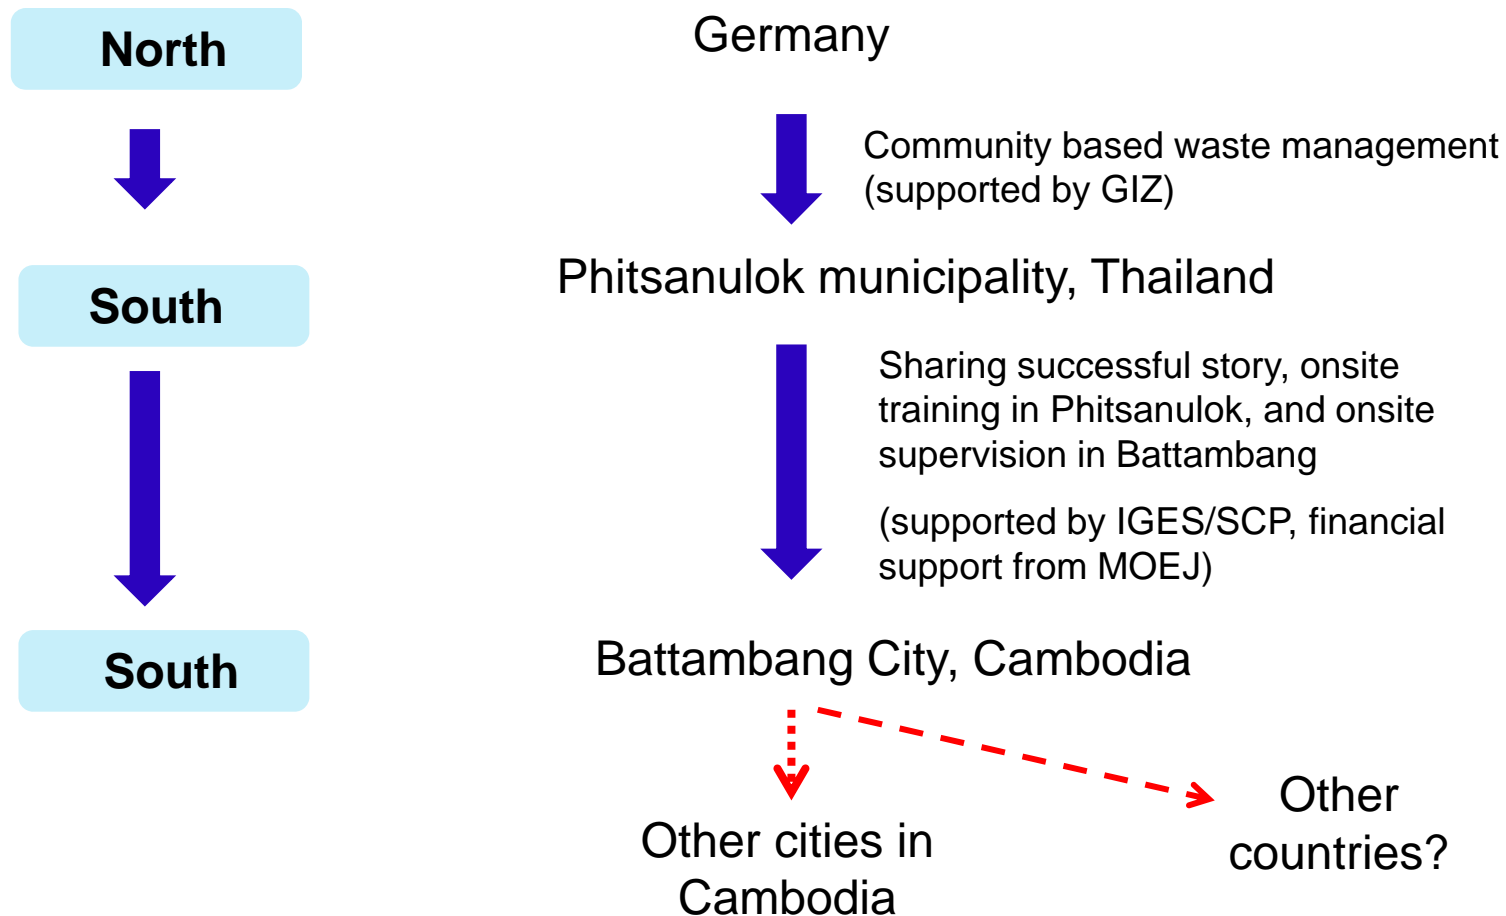 North
Germany
Community based waste management
(supported by GIZ)
South
Phitsanulok municipality, Thailand
Sharing successful story, onsite
training in Phitsanulok, and onsite
supervision in Battambang
(supported by IGES/SCP, financial
support from MOEJ)
South
Battambang City, Cambodia
Other cities in
Cambodia
Other
countries?